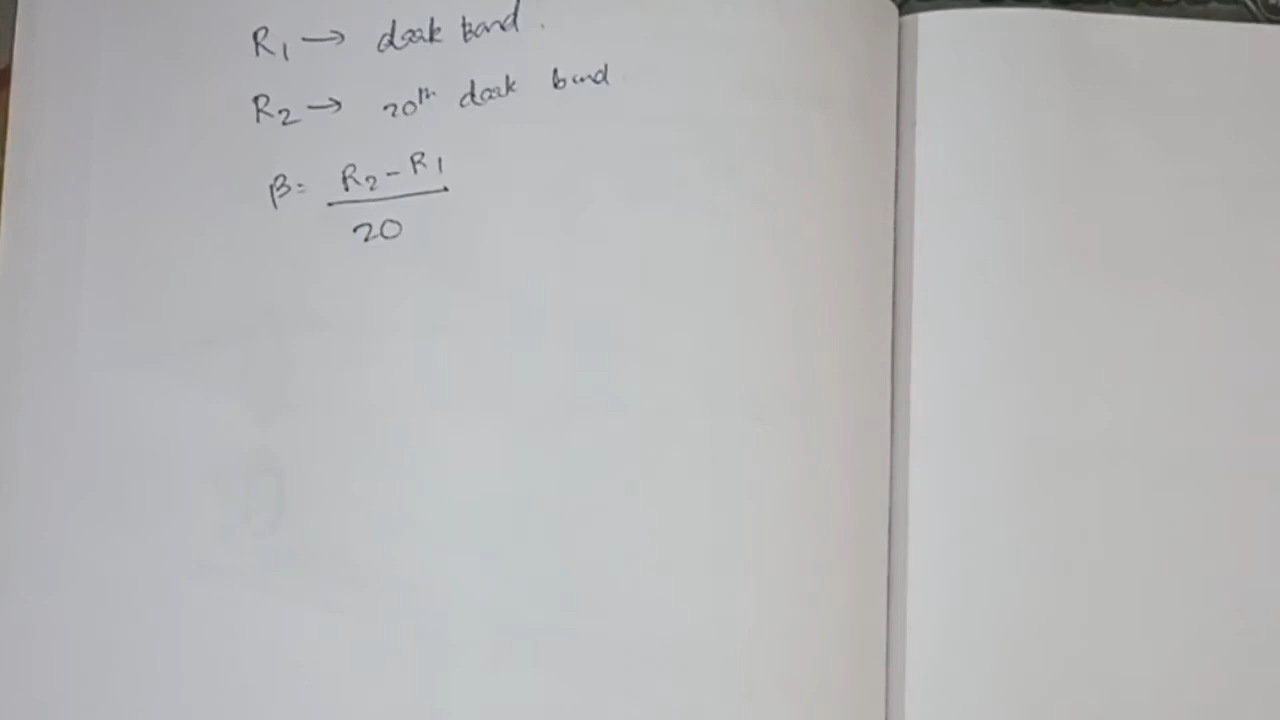 R₁ → dark band.
R₂ → 20th dark band
β = R₂ - R₁ / 20